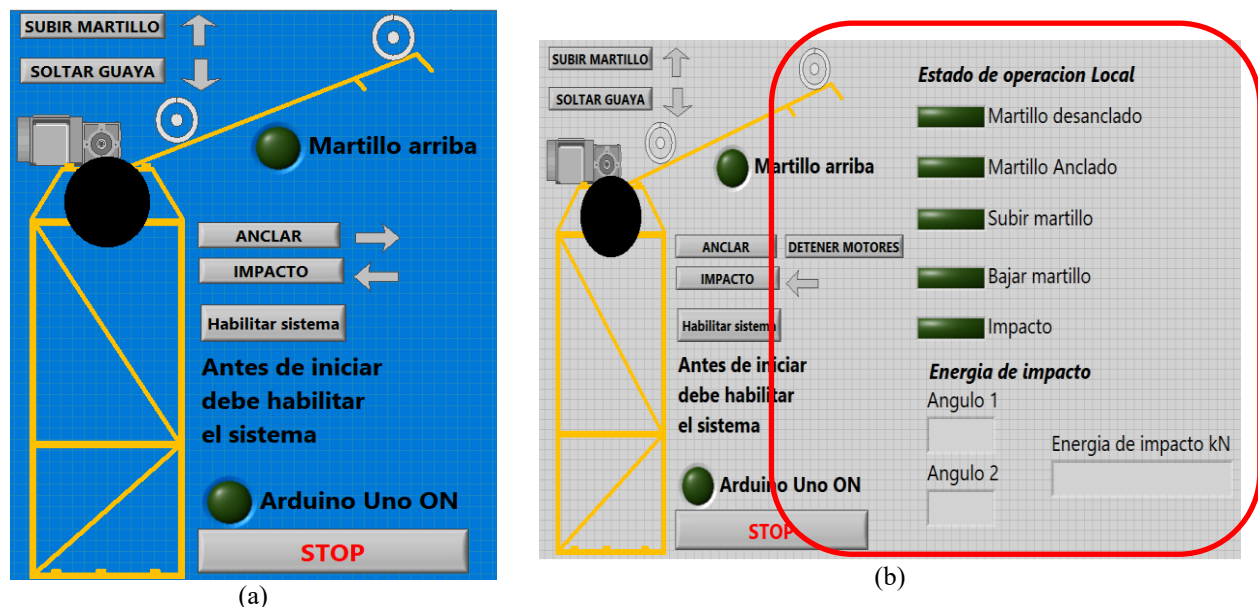 SUBIR MARTILLO
SOLTAR GUAYA
Martillo arriba
ANCLAR
IMPACTO
Habilitar sistema
Antes de iniciar
debe habilitar
el sistema
Arduino Uno ON
STOP
(a)
SUBIR MARTILLO
SOLTAR GUAYA
Martillo arriba
ANCLAR
DETENER MOTORES
IMPACTO
Habilitar sistema
Antes de iniciar
debe habilitar
el sistema
Arduino Uno ON
STOP
Estado de operacion Local
Martillo desanclado
Martillo Anclado
Subir martillo
Bajar martillo
Impacto
Energia de impacto
Angulo 1
Energia de impacto kN
Angulo 2
(b)